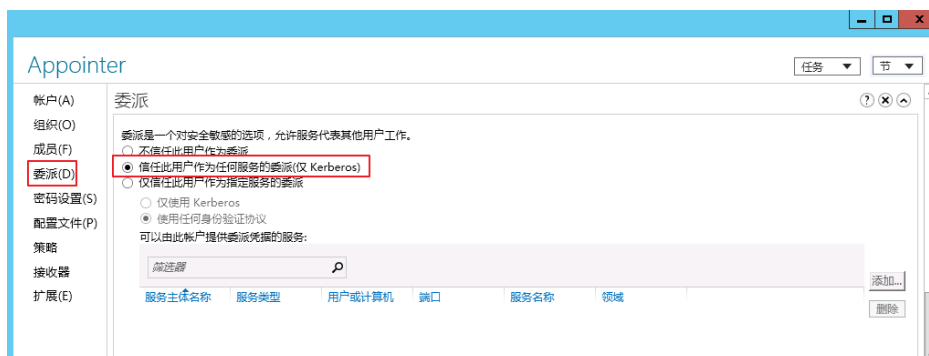 Appointer
任务
节
帐户(A)
组织(O)
成员(F)
委派(D)
密码设置(S)
配置文件(P)
策略
接收器
扩展(E)
委派
委派是一个对安全敏感的选项，允许服务代表其他用户工作。
不信任此用户作为委派
信任此用户作为任何服务的委派(仅 Kerberos)
仅信任此用户作为指定服务的委派
仅使用 Kerberos
使用任何身份验证协议
可以由此帐户提供委派凭据的服务:
筛选器
添加...
服务主体名称 服务类型 用户或计算机 端口 服务名称 领域
删除